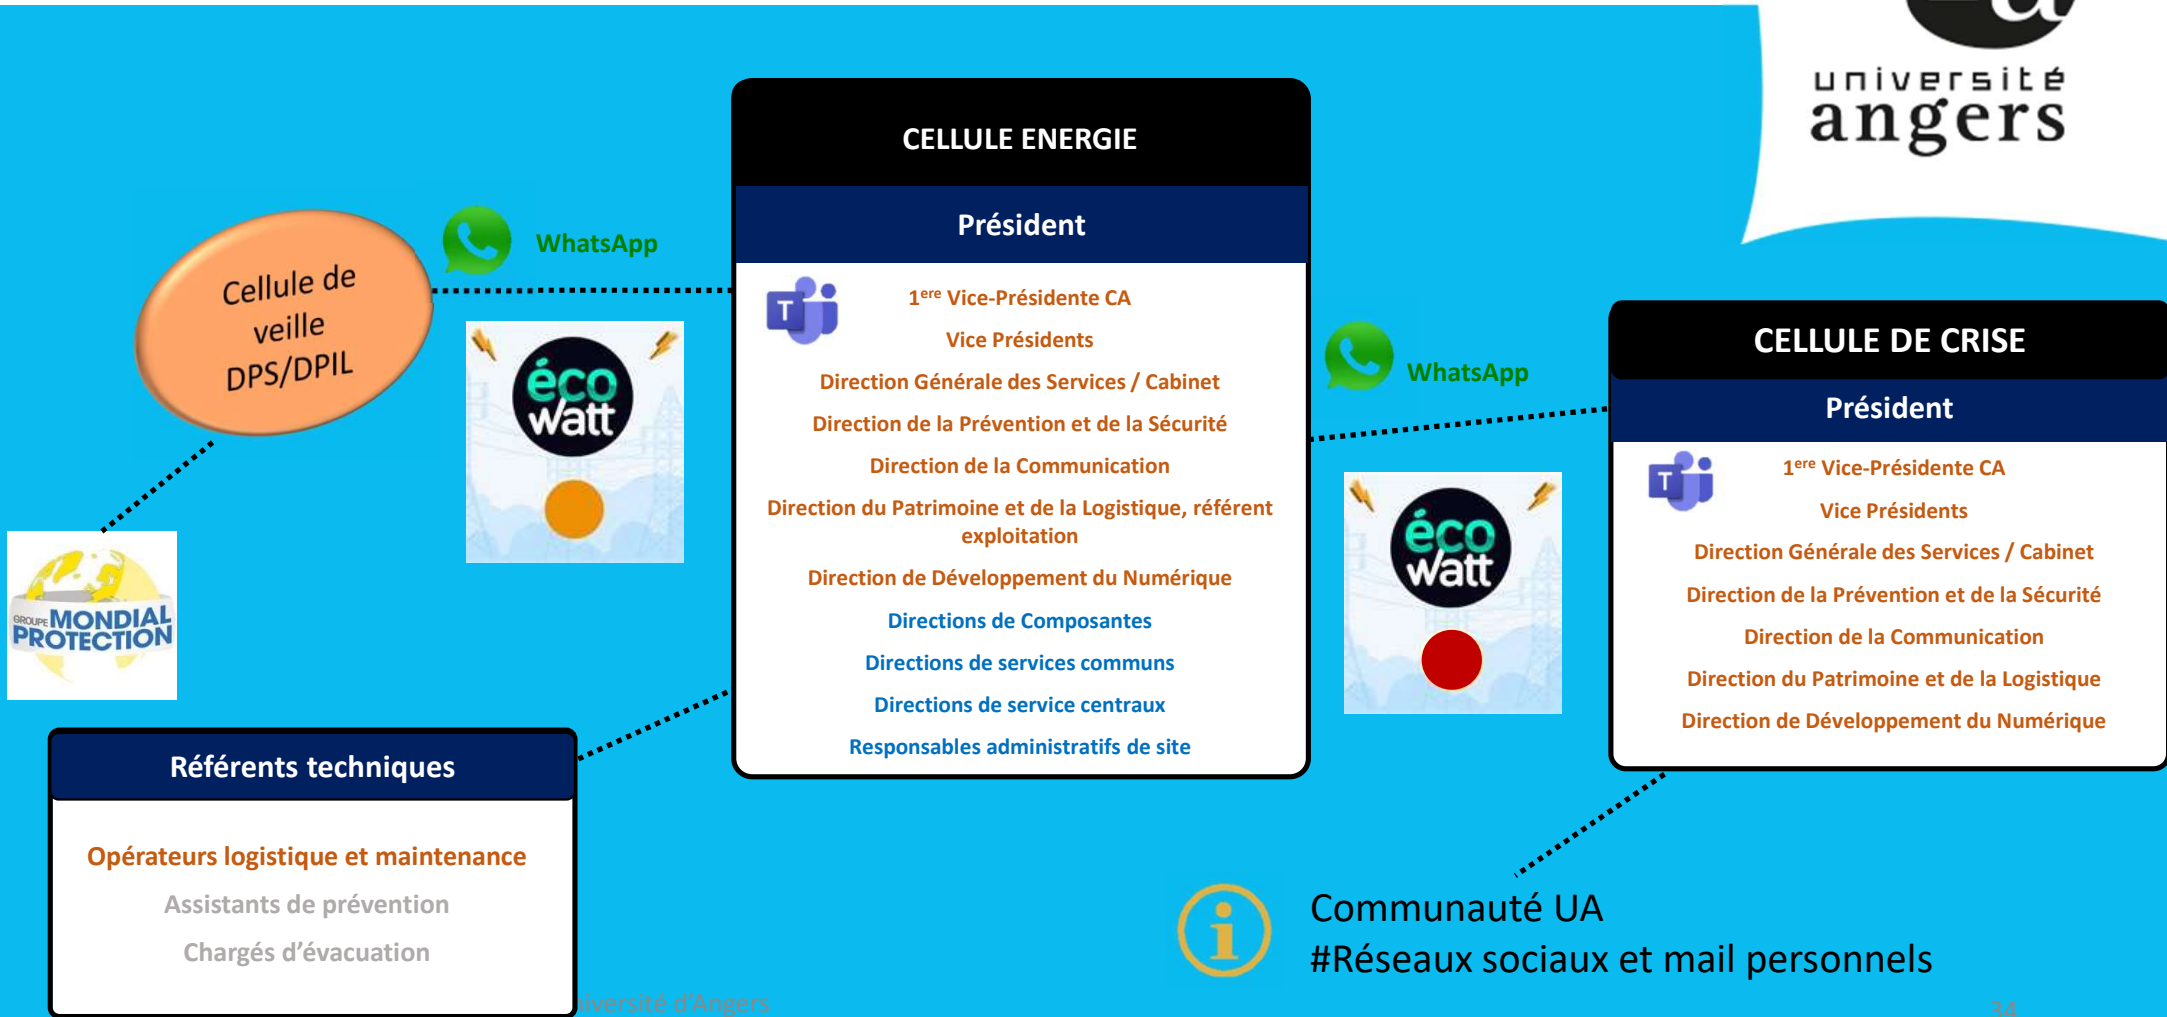 université
angers
CELLULE ENERGIE
Président
1ere Vice-Présidente CA
Vice Présidents
Direction Générale des Services / Cabinet
Direction de la Prévention et de la Sécurité
Direction de la Communication
Direction du Patrimoine et de la Logistique, référent
exploitation
Direction de Développement du Numérique
Directions de Composantes
Directions de services communs
Directions de service centraux
Responsables administratifs de site
WhatsApp
Cellule de
veille
DPS/DPIL
éco
watt
GROUPE MONDIAL
PROTECTION
Référents techniques
Opérateurs logistique et maintenance
Assistants de prévention
Chargés d'évacuation
WhatsApp
éco
watt
CELLULE DE CRISE
Président
1ere Vice-Présidente CA
Vice Présidents
Direction Générale des Services / Cabinet
Direction de la Prévention et de la Sécurité
Direction de la Communication
Direction du Patrimoine et de la Logistique
Direction de Développement du Numérique
Communauté UA
#Réseaux sociaux et mail personnels
d'Angers
34